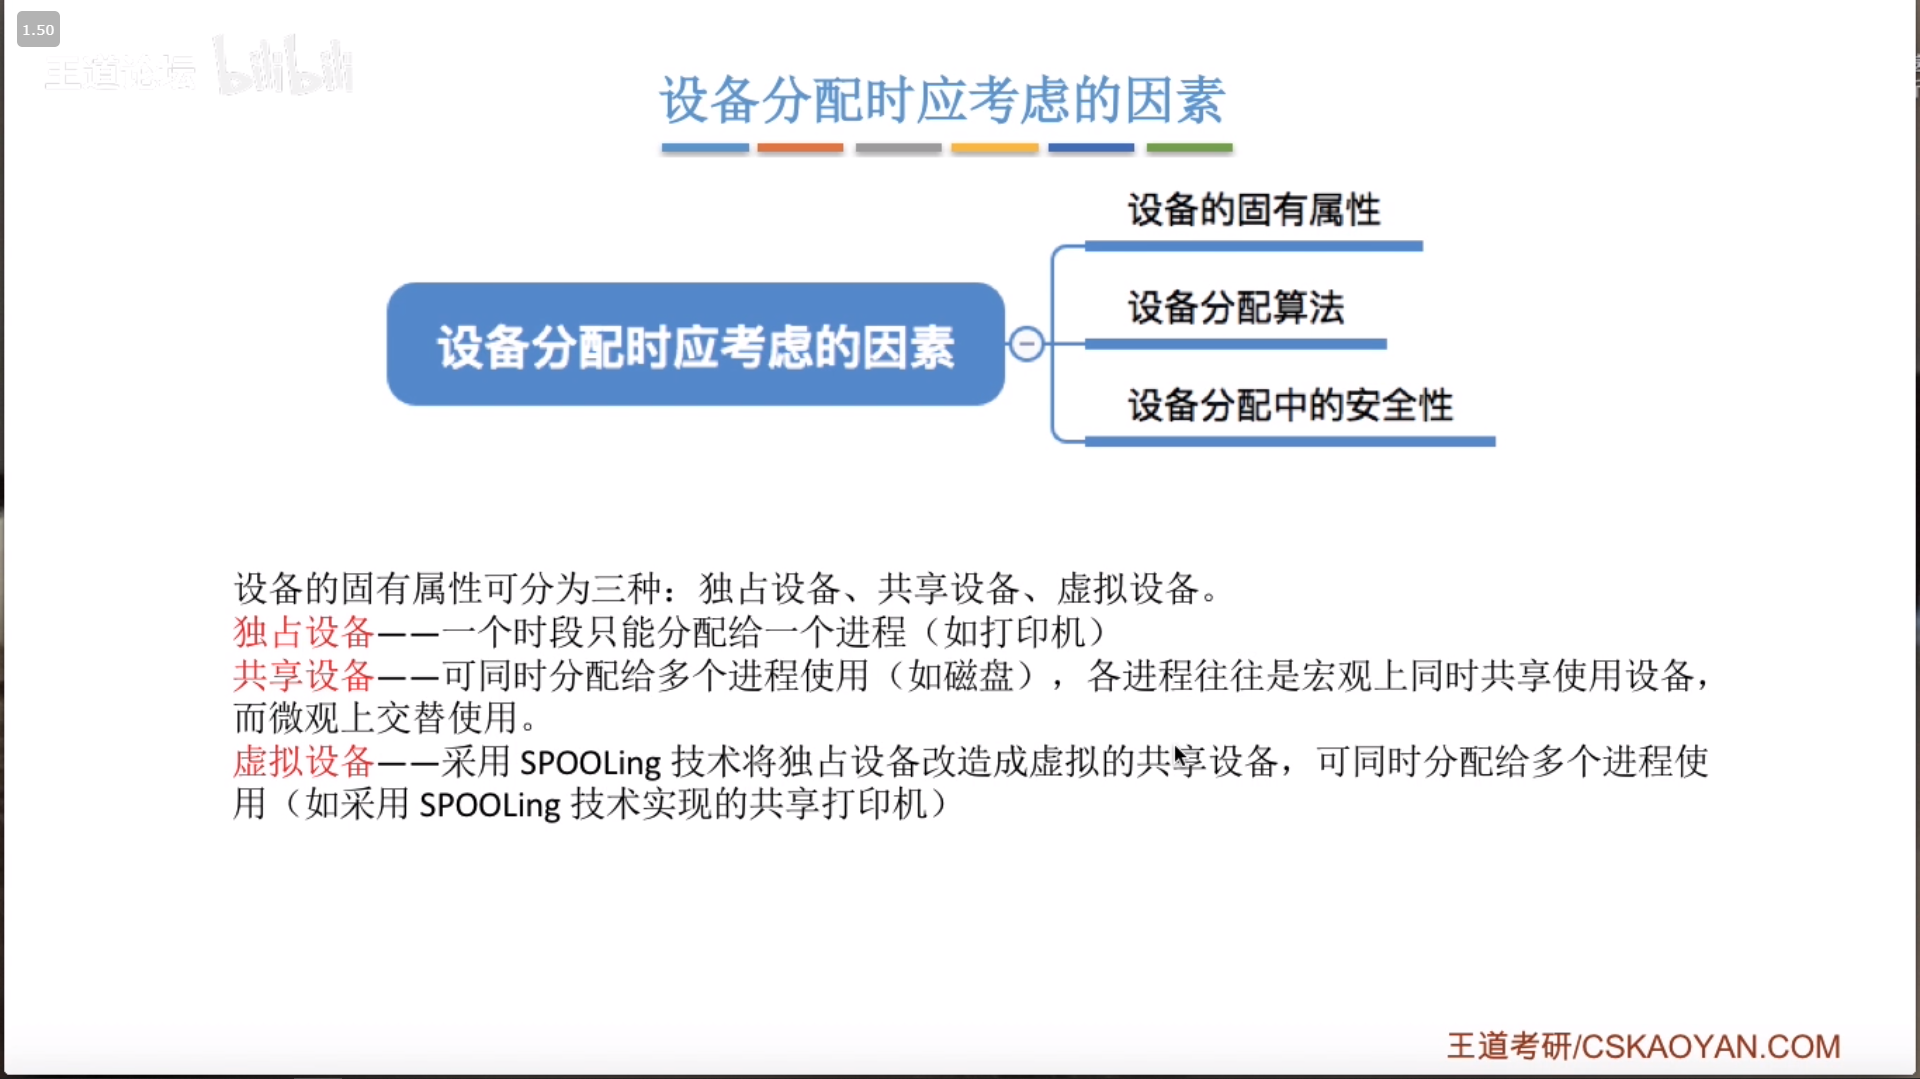 1.50
王道论坛 bilibili
设备分配时应考虑的因素
设备的固有属性
设备分配算法
设备分配时应考虑的因素
设备分配中的安全性
设备的固有属性可分为三种：独占设备、共享设备、虚拟设备。
独占设备——一个时段只能分配给一个进程（如打印机）
共享设备——可同时分配给多个进程使用（如磁盘），各进程往往是宏观上同时共享使用设备，
而微观上交替使用。
虚拟设备——采用 SPOOLing 技术将独占设备改造成虚拟的共享设备，可同时分配给多个进程使
用（如采用 SPOOLing 技术实现的共享打印机）
王道考研/CSKAOYAN.COM